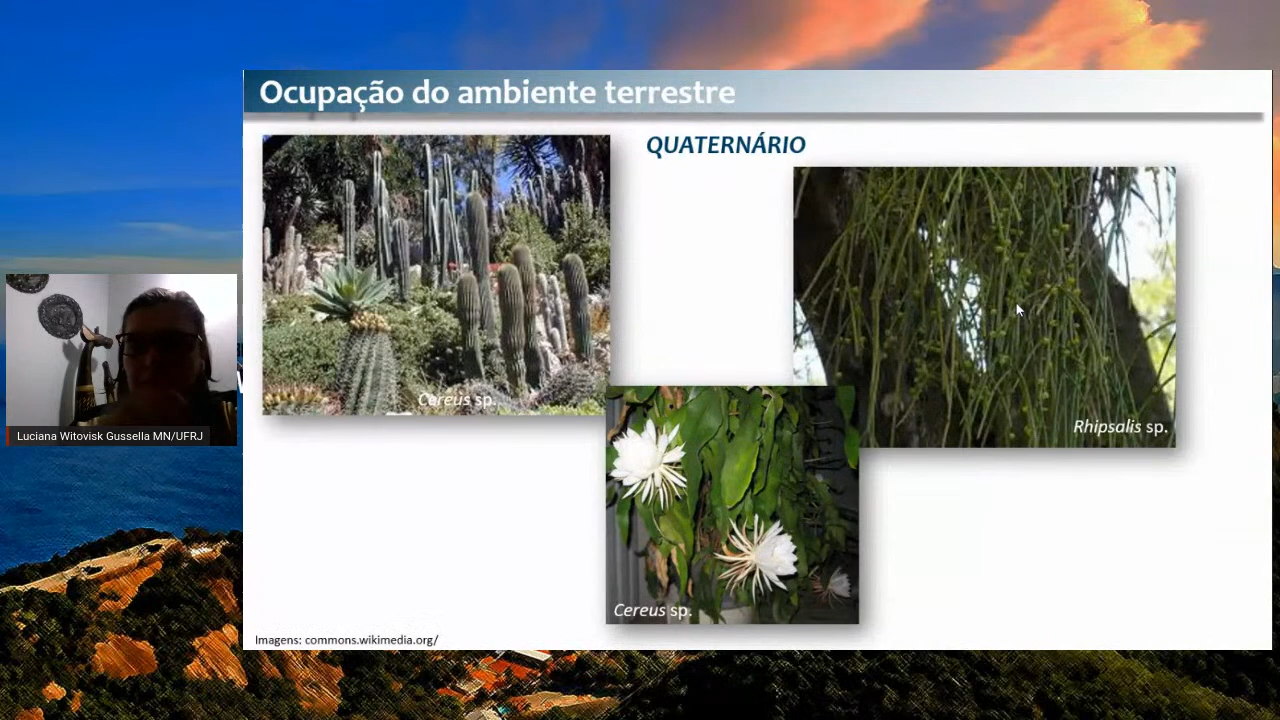 Ocupação do ambiente terrestre
QUATERNÁRIO
Cereus sp.
Rhipsalis sp.
Cereus sp.
Imagens: commons.wikimedia.org/
Luciana Witovisk Gussella MN/UFRJ